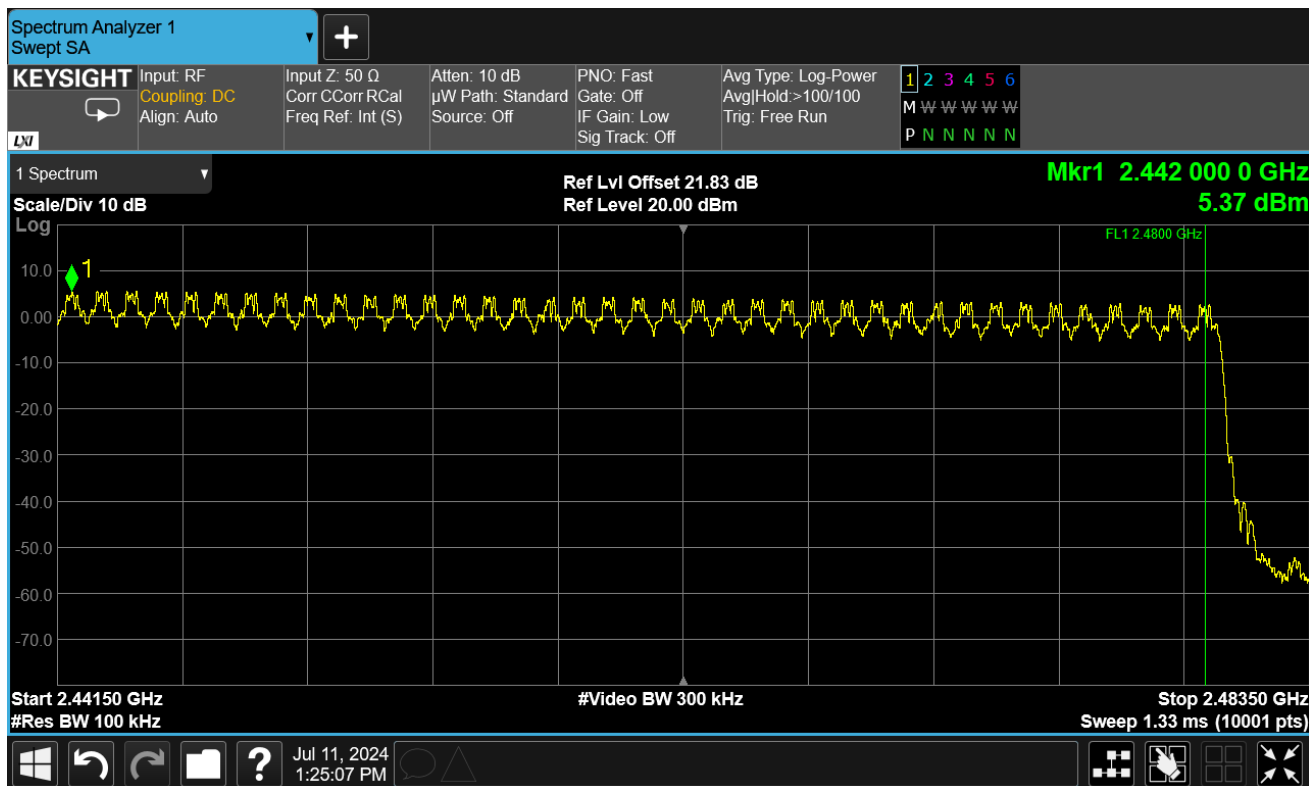 Spectrum Analyzer 1
Swept SA
+
KEYSIGHT
LXI
Input: RF
Coupling: DC
Align: Auto
Input Z: 50 Ω
Corr CCorr RCal
Freq Ref: Int (S)
Atten: 10 dB
µW Path: Standard
Source: Off
PNO: Fast
Gate: Off
IF Gain: Low
Sig Track: Off
Avg Type: Log-Power
Avg|Hold:>100/100
Trig: Free Run
1 2 3 4 5 6
M W W W W W W
P N N N N N N
1 Spectrum
Scale/Div 10 dB
Log
Ref Lvl Offset 21.83 dB
Ref Level 20.00 dBm
Mkr1 2.442 000 0 GHz
5.37 dBm
FL1 2.4800 GHz
1
10.0
0.00
-10.0
-20.0
-30.0
-40.0
-50.0
-60.0
-70.0
Start 2.44150 GHz
#Res BW 100 kHz
#Video BW 300 kHz
Stop 2.48350 GHz
Sweep 1.33 ms (10001 pts)
?
Jul 11, 2024
1:25:07 PM